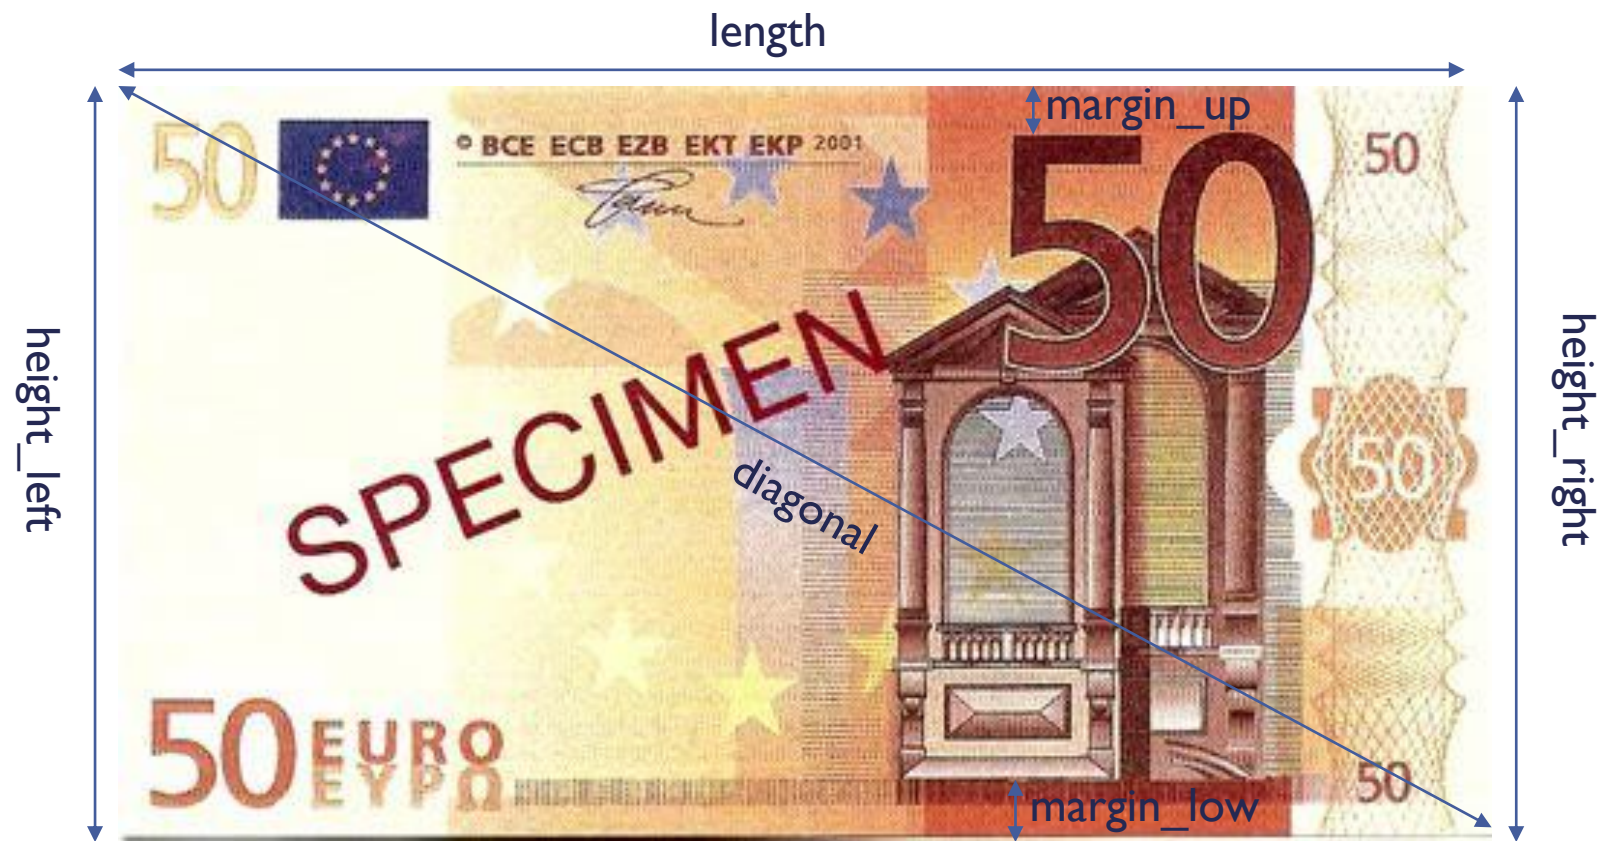 length
margin_up
50
© BCE ECB EZB EKT EKP 2001
50
50
SPECIMEN
height_left
height_right
diagonal
50
50 EURO
ΕΥΡΩ
50
margin_low